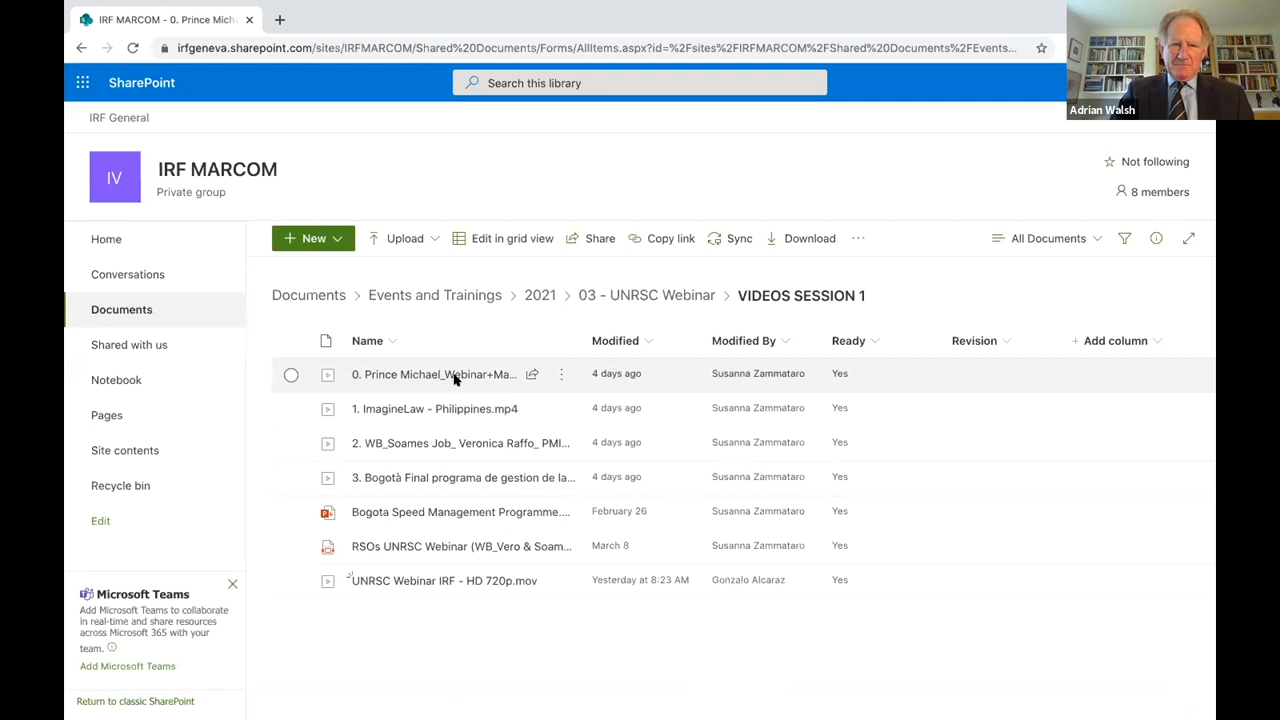 IRF MARCOM - 0. Prince Mich
irfgeneva.sharepoint.com/sites/IRFMARCOM/Shared%20Documents/Forms/AllItems.aspx?id=%2Fsites%2FIRFMARCOM%2FShared%20Documents%2FEvents...
Adrian Walsh
SharePoint
Search this library
IRF General
IV
IRF MARCOM
Private group
Not following
8 members
Home
Conversations
Documents
Shared with us
Notebook
Pages
Site contents
Recycle bin
Edit
New Upload Edit in grid view Share Copy link Sync Download ··· All Documents
Documents > Events and Trainings > 2021 > 03 - UNRSC Webinar > VIDEOS SESSION 1
Name Modified Modified By Ready Revision + Add column
0. Prince Michael_Webinar+Ma... 4 days ago Susanna Zammataro Yes
1. ImagineLaw - Philippines.mp4 4 days ago Susanna Zammataro Yes
2. WB_Soames Job_ Veronica Raffo_ PMI... 4 days ago Susanna Zammataro Yes
3. Bogotà Final programa de gestion de la... 4 days ago Susanna Zammataro Yes
Bogota Speed Management Programme.... February 26 Susanna Zammataro Yes
RSOs UNRSC Webinar (WB_Vero & Soam... March 8 Susanna Zammataro Yes
UNRSC Webinar IRF - HD 720p.mov Yesterday at 8:23 AM Gonzalo Alcaraz Yes
Microsoft Teams
Add Microsoft Teams to collaborate
in real-time and share resources
across Microsoft 365 with your
team.
Add Microsoft Teams
Return to classic SharePoint